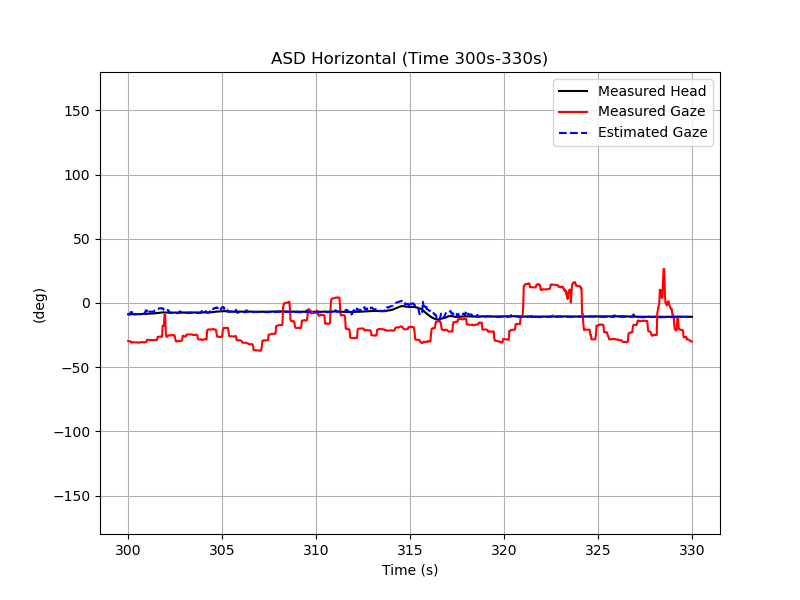 ASD Horizontal (Time 300s-330s)
Measured Head
Measured Gaze
Estimated Gaze
150
100
50
0
−50
−100
−150
(deg)
300 305 310 315 320 325 330
Time (s)